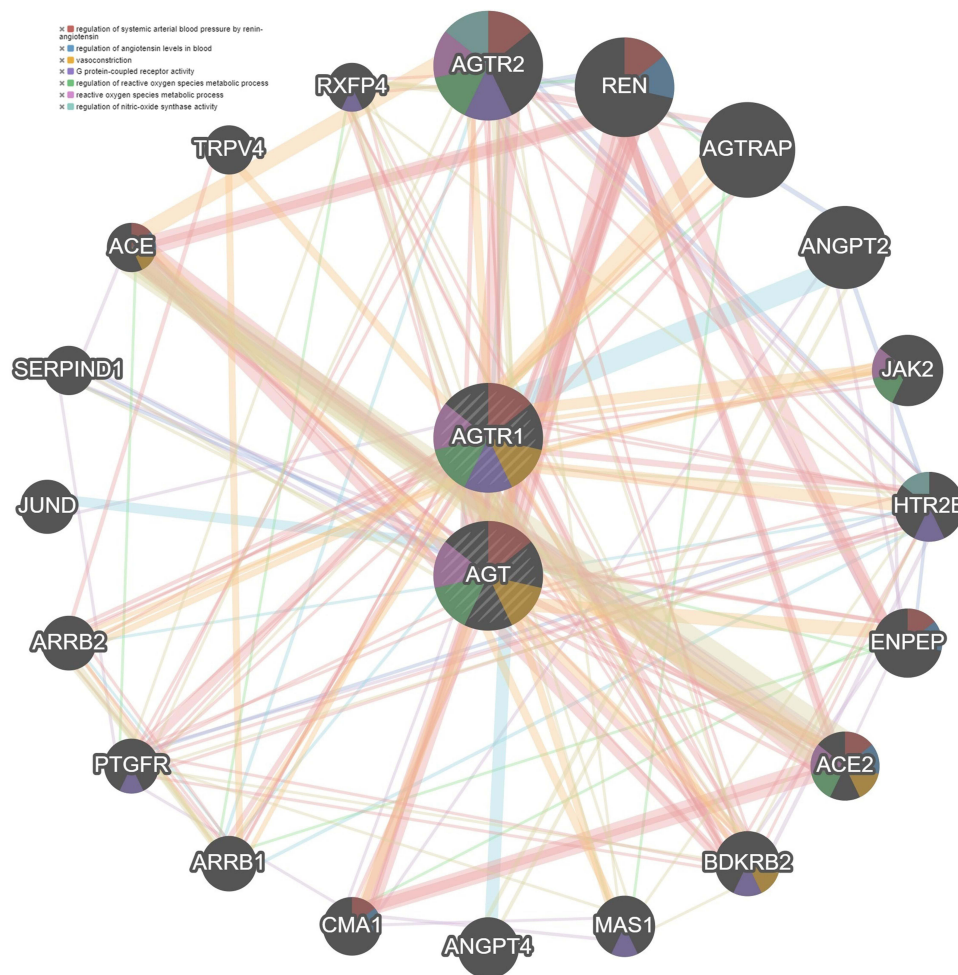 × regulation of systemic arterial blood pressure by renin-
angiotensin
× regulation of angiotensin levels in blood
× vasoconstriction
× G protein-coupled receptor activity
× regulation of reactive oxygen species metabolic process
× reactive oxygen species metabolic process
× regulation of nitric-oxide synthase activity
AGTR2
REN
RXFP4
AGTRAP
TRPV4
ANGPT2
ACE
SERPIND1
JAK2
AGTR1
JUND
HTR2B
AGT
ARRB2
ENPEP
PTGFR
ACE2
ARRB1
BDKRB2
CMA1
MAS1
ANGPT4